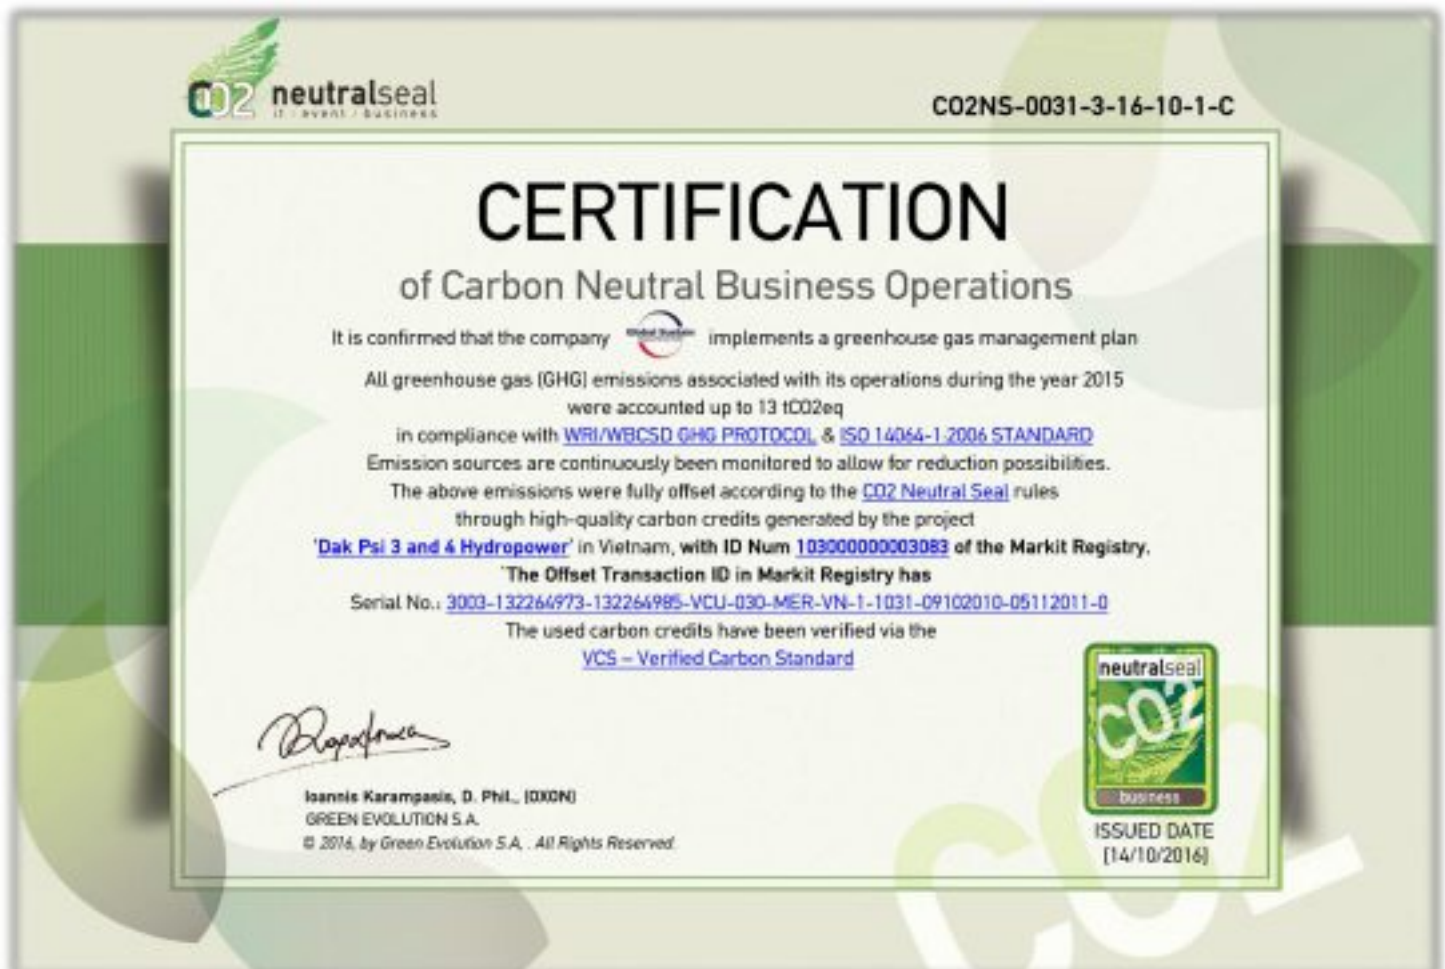 CO2 neutralseal
it / event / business
CO2NS-0031-3-16-10-1-C
CERTIFICATION
of Carbon Neutral Business Operations
It is confirmed that the company Global Sustain implements a greenhouse gas management plan
All greenhouse gas (GHG) emissions associated with its operations during the year 2015
were accounted up to 13 tCO2eq
in compliance with WRI/WBCSD GHG PROTOCOL & ISO 14064-1:2006 STANDARD
Emission sources are continuously been monitored to allow for reduction possibilities.
The above emissions were fully offset according to the CO2 Neutral Seal rules
through high-quality carbon credits generated by the project
'Dak Psi 3 and 4 Hydropower' in Vietnam, with ID Num 103000000003083 of the Markit Registry.
'The Offset Transaction ID in Markit Registry has
Serial No.: 3003-132264973-132264985-VCU-030-MER-VN-1-1031-09102010-05112011-0
The used carbon credits have been verified via the
VCS – Verified Carbon Standard
Ioannis Karampasis, D. Phil., (OXON)
GREEN EVOLUTION S.A.
© 2016, by Green Evolution S.A, . All Rights Reserved.
neutralseal
CO2
business
ISSUED DATE
[14/10/2016]
CO2